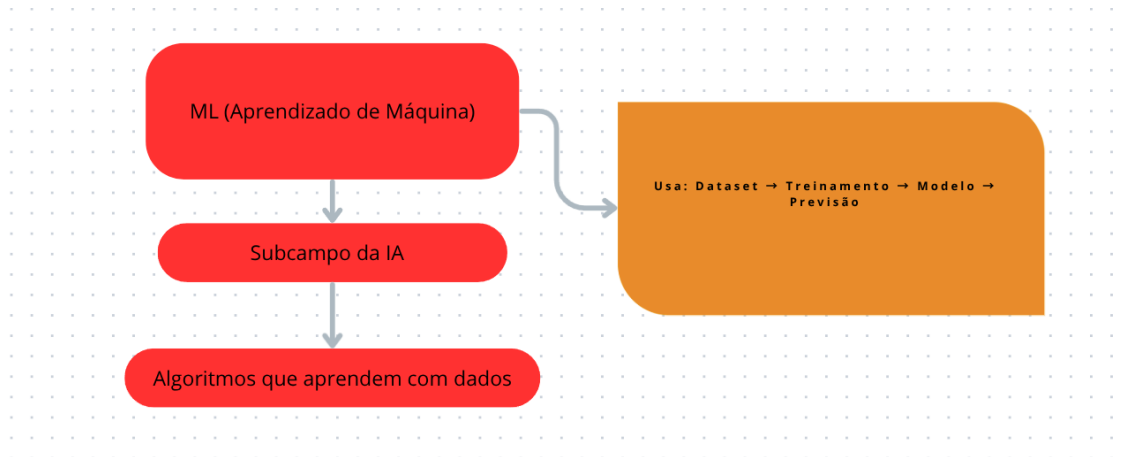 ML (Aprendizado de Máquina)
Usa: Dataset → Treinamento → Modelo →
Previsão
Subcampo da IA
Algoritmos que aprendem com dados